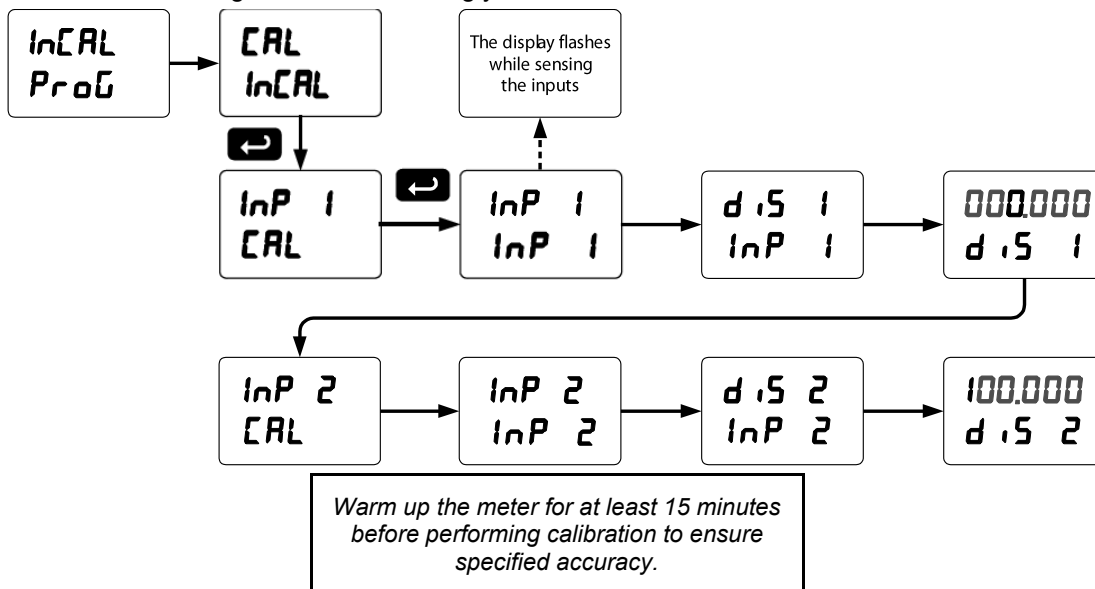 InCAL
ProG
CAL
InCAL
The display flashes
while sensing
the inputs
InP 1
CAL
InP 1
InP 1
diS 1
InP 1
000.000
diS 1
InP 2
CAL
InP 2
InP 2
diS 2
InP 2
100.000
diS 2
Warm up the meter for at least 15 minutes
before performing calibration to ensure
specified accuracy.